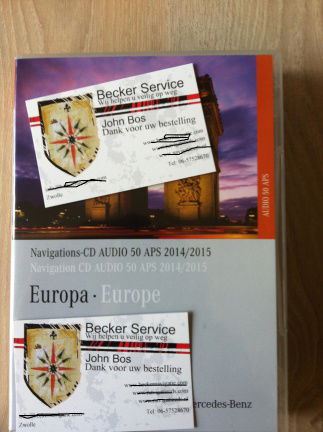 Becker Service
Wij helpen u veilig op weg
John Bos
Dank voor uw bestelling
Tel: 06-57528670
Zwolle
AUDIO 50 APS
Navigations-CD AUDIO 50 APS 2014/2015
Navigation CD AUDIO 50 APS 2014/2015
Europa · Europe
Becker Service
Wij helpen u veilig op weg
John Bos
Dank voor uw bestelling
Tel: 06-57528670
Zwolle
ercedes-Benz